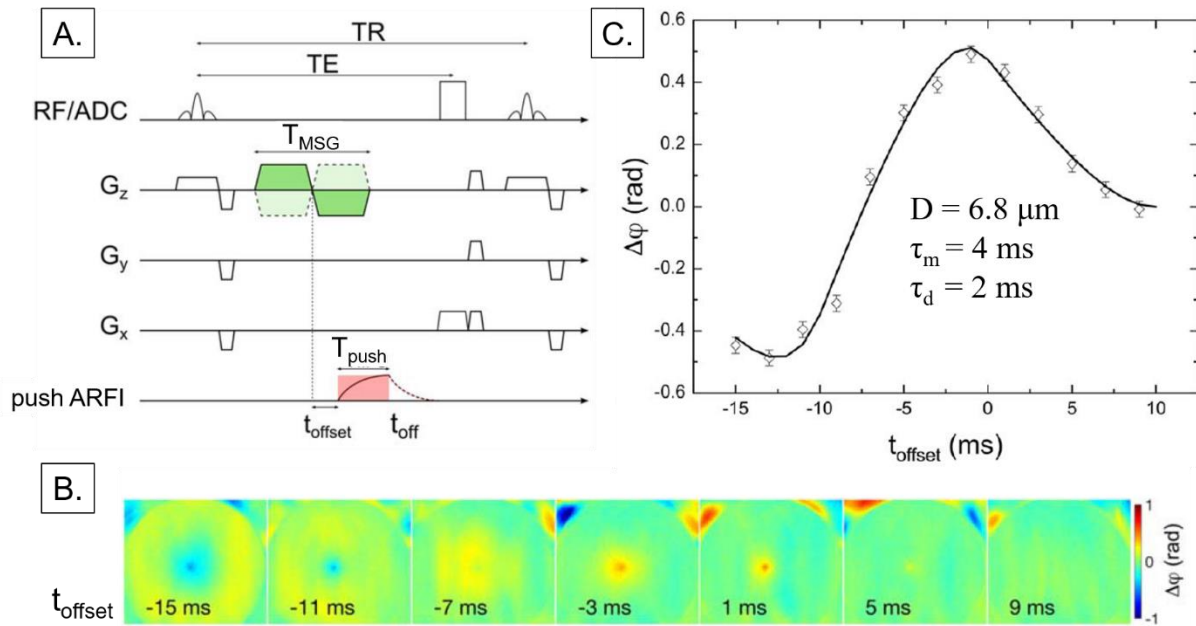 A.
TR
TE
RF/ADC
T_MSG
G_z
G_y
G_x
T_push
push ARFI
t_offset
t_off
C.
Δφ (rad)
0.6
0.4
0.2
0.0
-0.2
-0.4
-0.6
D = 6.8 μm
τ_m = 4 ms
τ_d = 2 ms
-15 -10 -5 0 5 10
t_offset (ms)
B.
t_offset
-15 ms -11 ms -7 ms -3 ms 1 ms 5 ms 9 ms
1
0
-1
Δφ (rad)